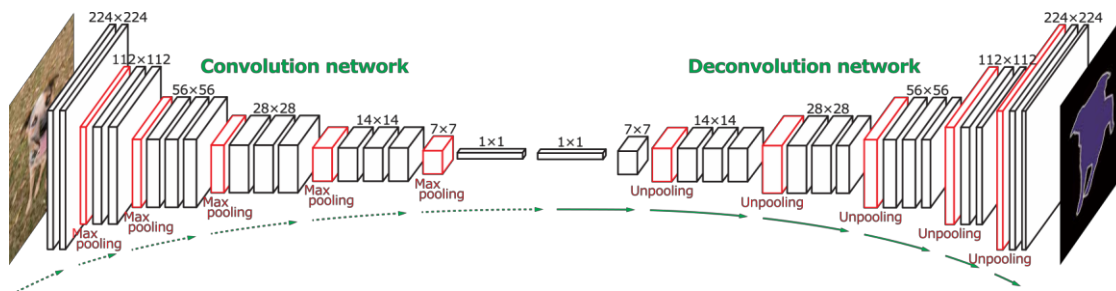 224×224
112×112
56×56
28×28
14×14
7×7
1×1
1×1
7×7
14×14
28×28
56×56
112×112
224×224
Convolution network
Deconvolution network
Max
pooling
Max
pooling
Max
pooling
Max
pooling
Max
pooling
Unpooling
Unpooling
Unpooling
Unpooling
Unpooling